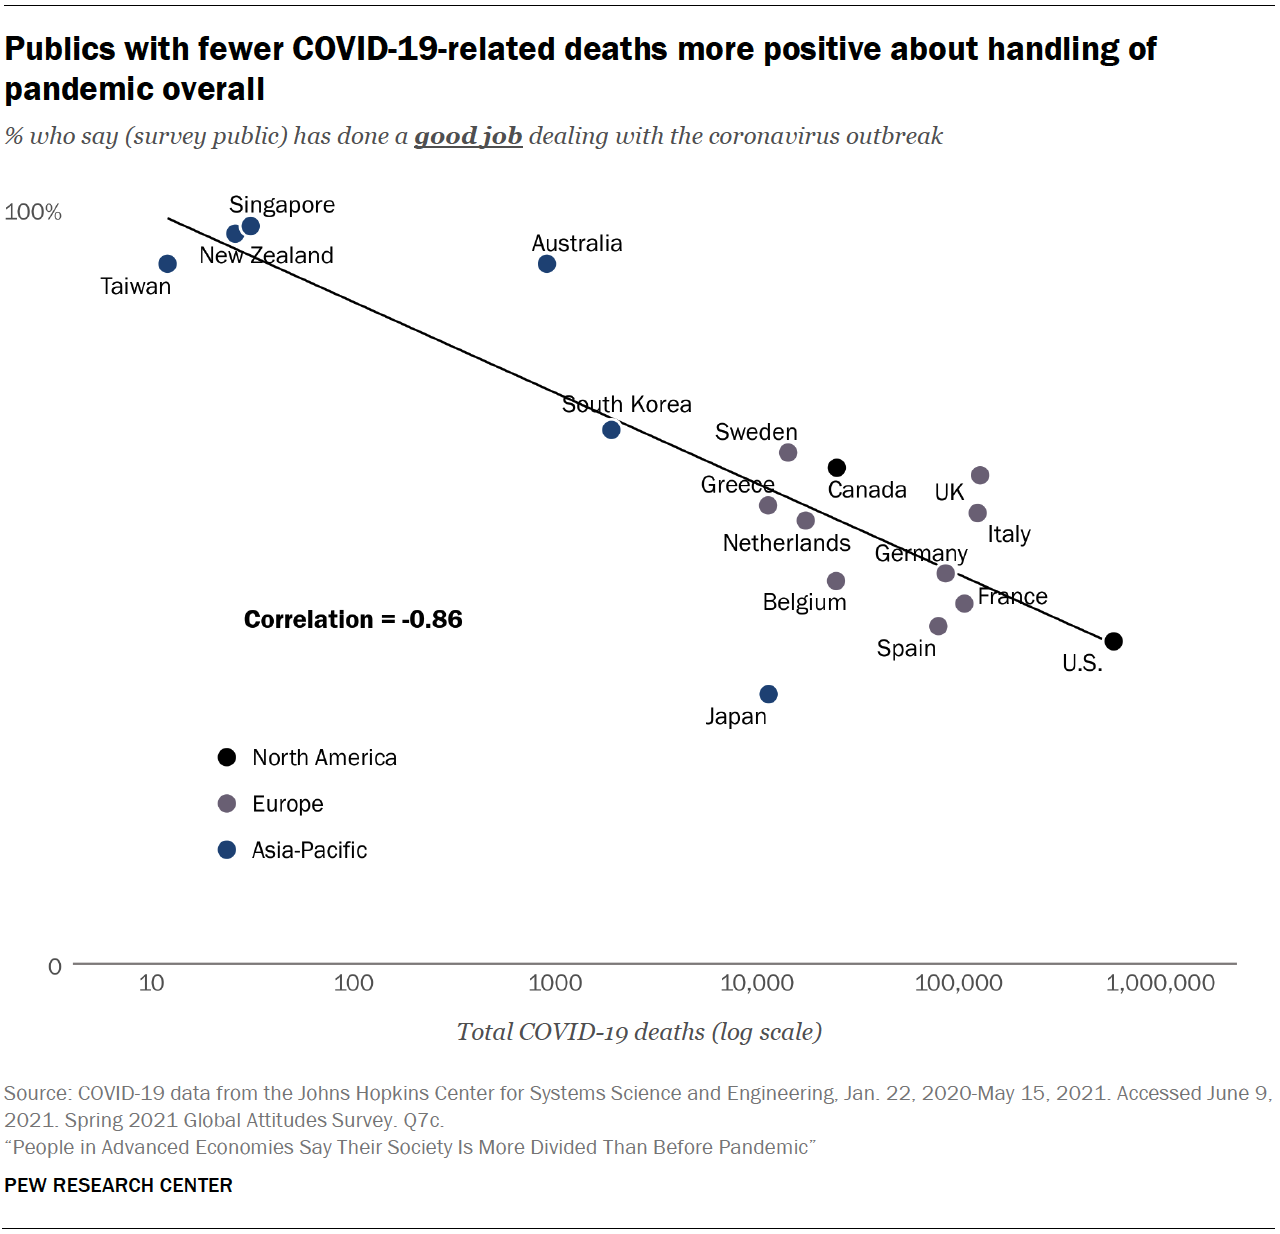 Publics with fewer COVID-19-related deaths more positive about handling of
pandemic overall
% who say (survey public) has done a good job dealing with the coronavirus outbreak
100%
Singapore
New Zealand
Taiwan
Australia
South Korea
Sweden
Greece
Canada
UK
Netherlands
Italy
Germany
Belgium
France
Correlation = -0.86
Spain
U.S.
Japan
North America
Europe
Asia-Pacific
0
10 100 1000 10,000 100,000 1,000,000
Total COVID-19 deaths (log scale)
Source: COVID-19 data from the Johns Hopkins Center for Systems Science and Engineering, Jan. 22, 2020-May 15, 2021. Accessed June 9,
2021. Spring 2021 Global Attitudes Survey. Q7c.
“People in Advanced Economies Say Their Society Is More Divided Than Before Pandemic”
PEW RESEARCH CENTER